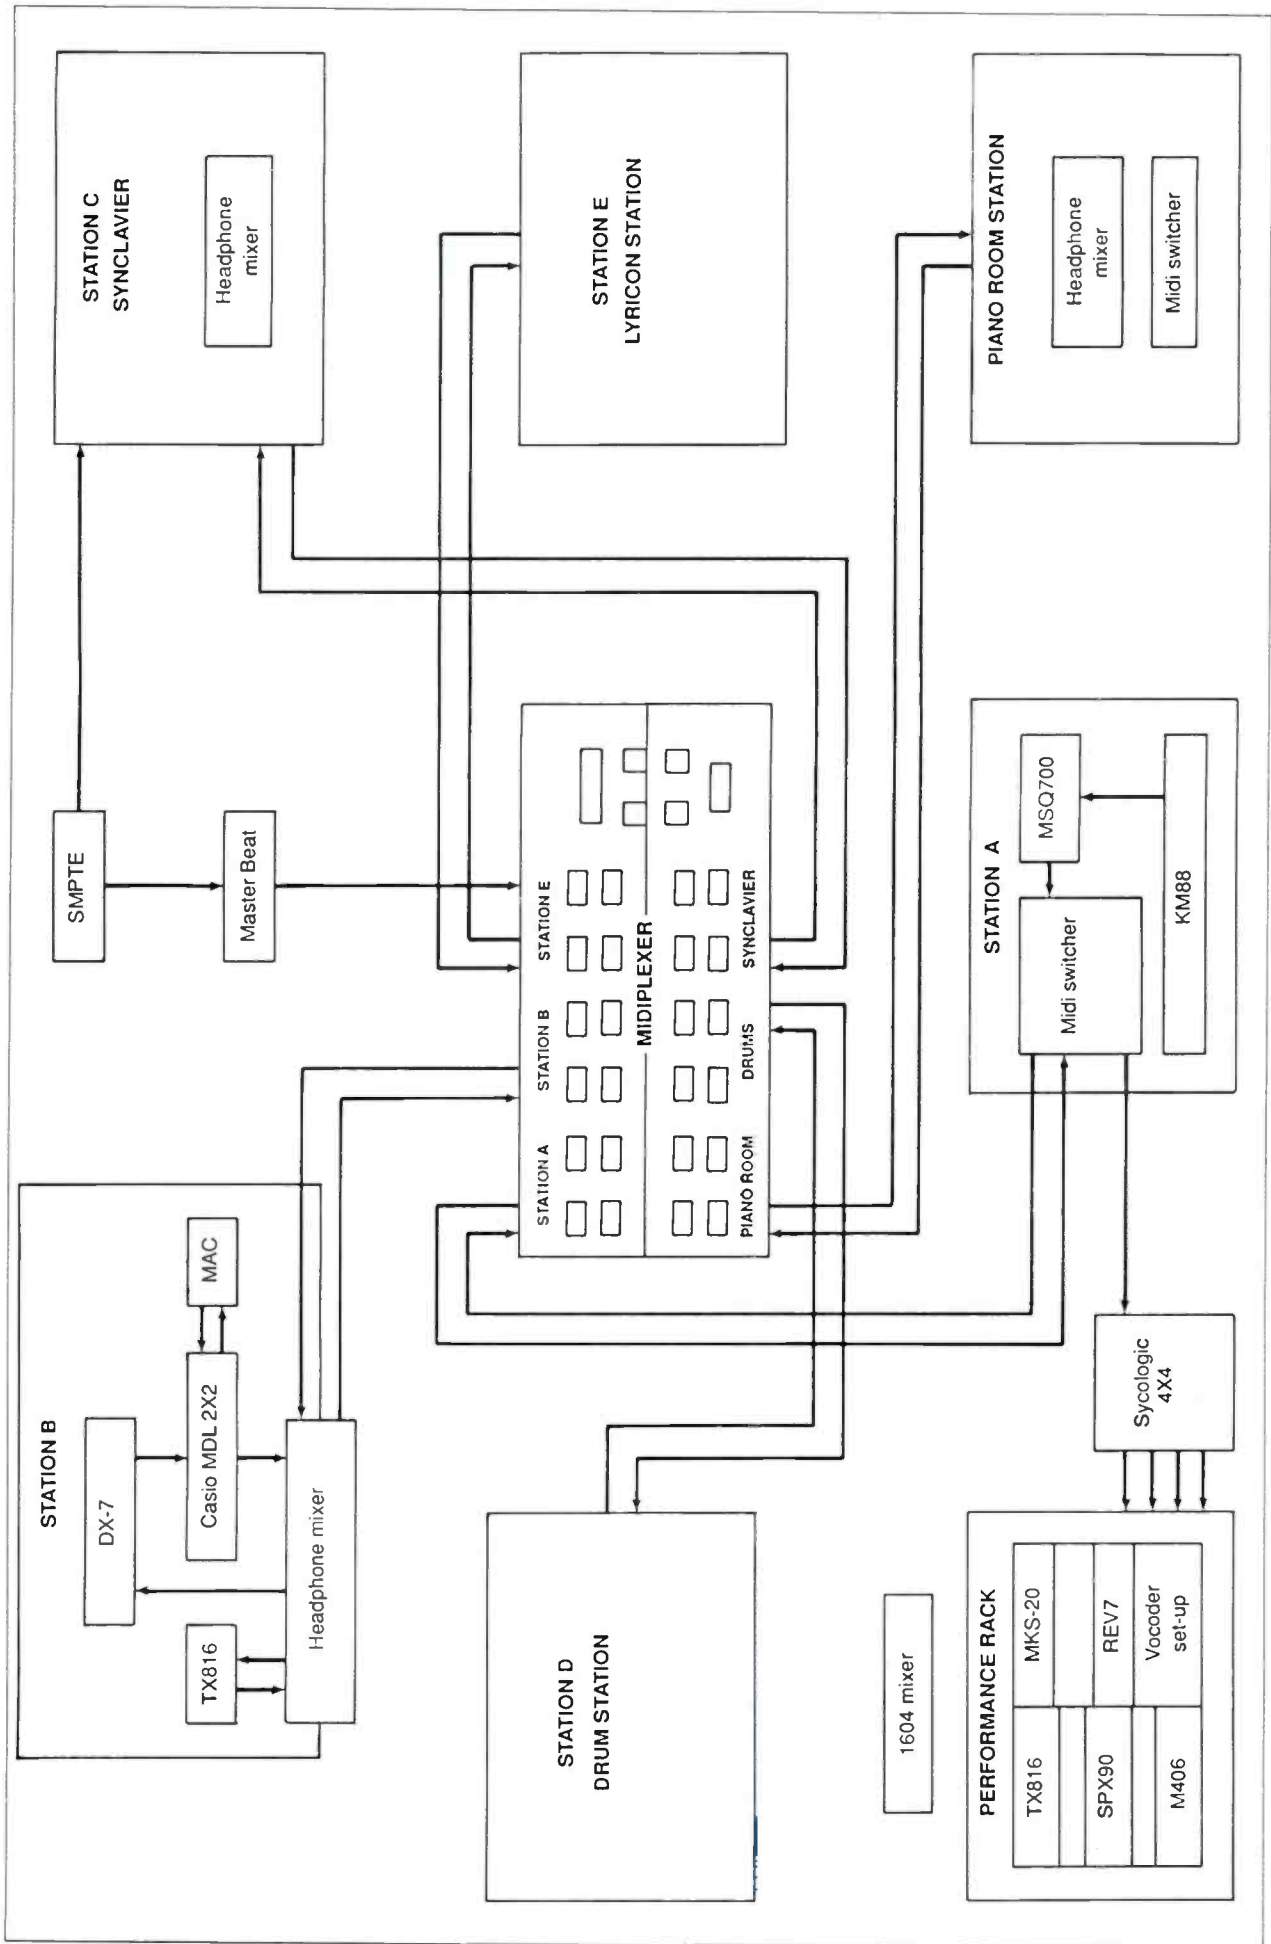 STATION B
DX-7
TX816
Casio MDL 2X2
MAC
Headphone mixer
SMPTE
Master Beat
STATION C
SYNCLAVIER
Headphone
mixer
STATION D
DRUM STATION
STATION A
STATION B
STATION E
MIDIPLEXER
PIANO ROOM
DRUMS
SYNCLAVIER
STATION E
LYRICON STATION
1604 mixer
PERFORMANCE RACK
TX816
MKS-20
SPX90
REV7
M406
Vocoder
set-up
Sycologic
4X4
STATION A
Midi switcher
MSQ700
KM88
PIANO ROOM STATION
Headphone
mixer
Midi switcher